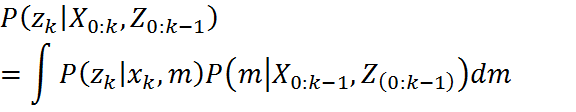 P(z_k|X_{0:k}, Z_{0:k-1})
= ∫ P(z_k|x_k, m)P(m|X_{0:k-1}, Z_{(0:k-1)})dm